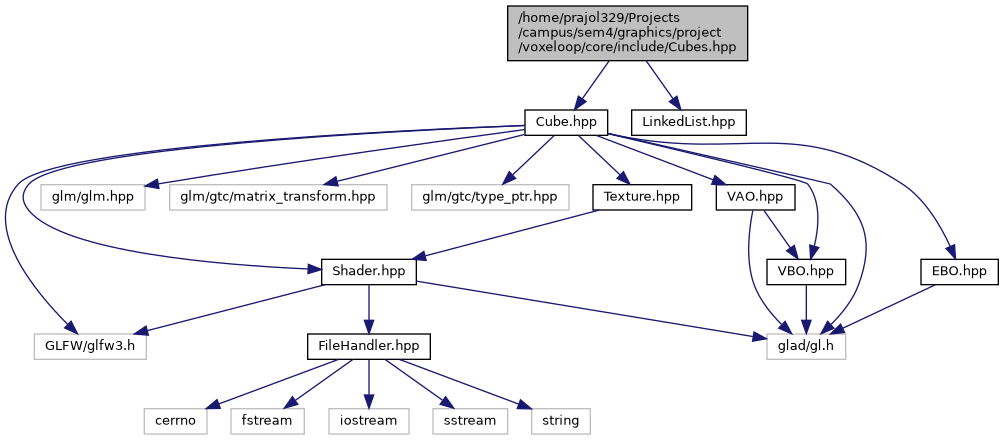 /home/prajol329/Projects
/campus/sem4/graphics/project
/voxeloop/core/include/Cubes.hpp
Cube.hpp
LinkedList.hpp
glm/glm.hpp
glm/gtc/matrix_transform.hpp
glm/gtc/type_ptr.hpp
Texture.hpp
VAO.hpp
Shader.hpp
VBO.hpp
EBO.hpp
GLFW/glfw3.h
FileHandler.hpp
glad/gl.h
cerrno
fstream
iostream
sstream
string